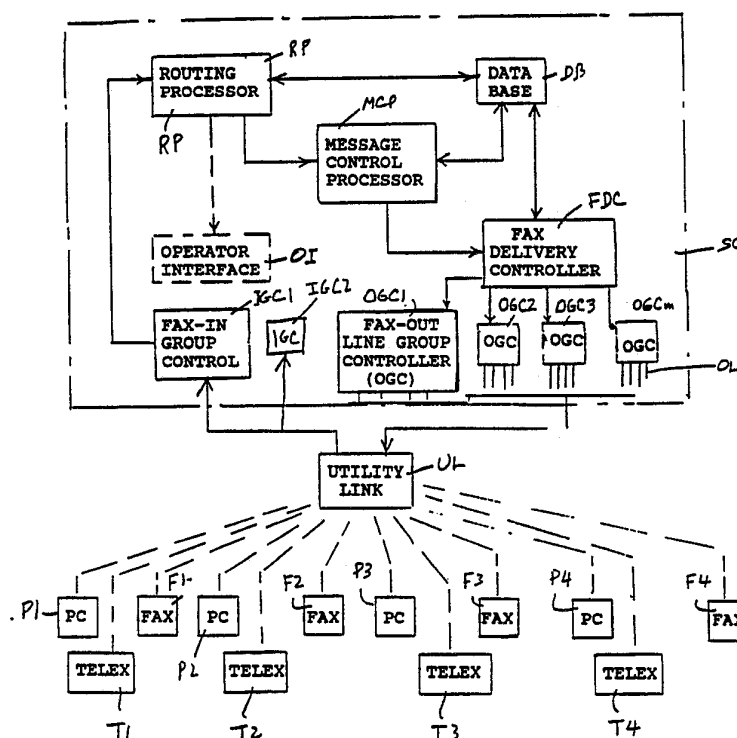 RP
ROUTING
PROCESSOR
RP
DATA
BASE
DB
MCP
MESSAGE
CONTROL
PROCESSOR
FDC
FAX
DELIVERY
CONTROLLER
OPERATOR
INTERFACE
OI
IGC1
FAX-IN
GROUP
CONTROL
IGC2
IGC
OGC1
FAX-OUT
LINE GROUP
CONTROLLER
(OGC)
OGC2
OGC
OGC3
OGC
OGCm
OGC
OL
UTILITY
LINK
UL
P1
PC
F1
FAX
PC
P2
F2
FAX
P3
PC
F3
FAX
P4
PC
F4
FAX
TELEX
T1
TELEX
T2
TELEX
T3
TELEX
T4